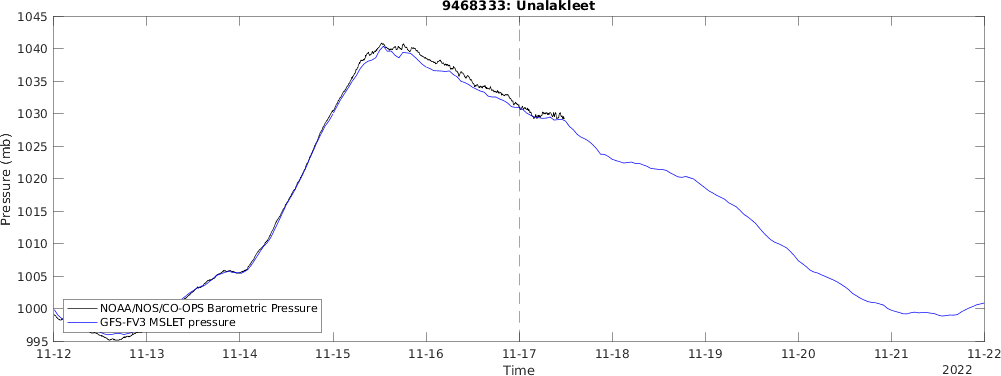 9468333: Unalakleet
1045
1040
1035
1030
1025
1020
1015
1010
1005
1000
995
Pressure (mb)
NOAA/NOS/CO-OPS Barometric Pressure
GFS-FV3 MSLET pressure
11-12 11-13 11-14 11-15 11-16 11-17 11-18 11-19 11-20 11-21 11-22
Time
2022